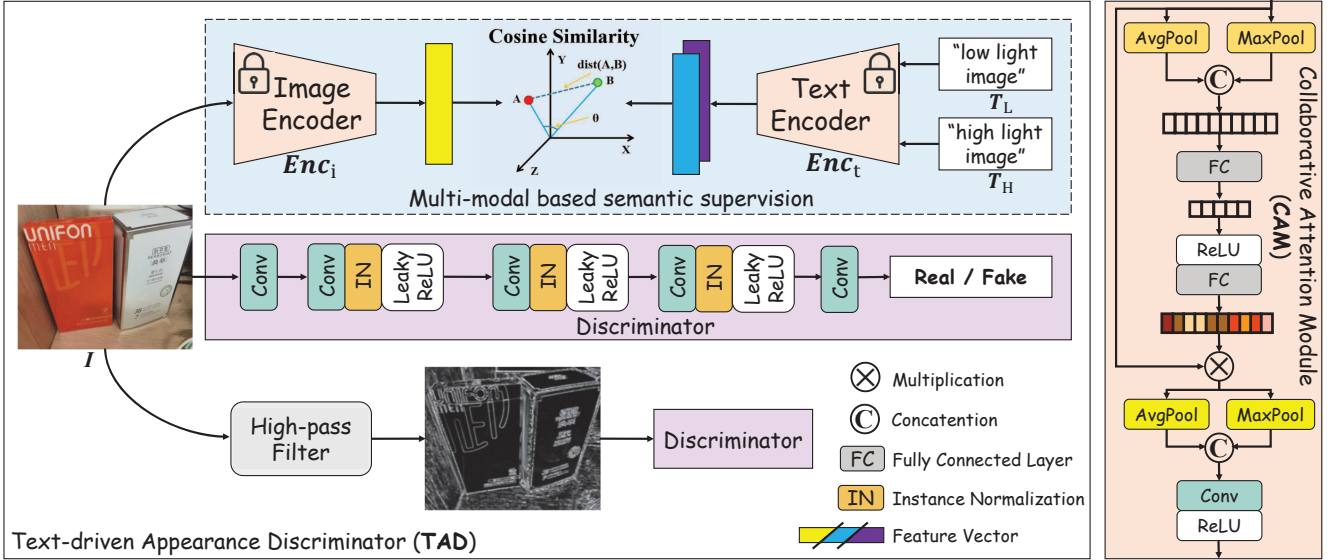 Cosine Similarity
Y
dist(A,B)
B
A
θ
X
Z
Image
Encoder
Enc_i
Text
Encoder
Enc_t
"low light
image"
T_L
"high light
image"
T_H
Multi-modal based semantic supervision
UNIFON
I
Conv
Conv
IN
Leaky
ReLU
Conv
IN
Leaky
ReLU
Conv
IN
Leaky
ReLU
Conv
Real / Fake
Discriminator
High-pass
Filter
Discriminator
Multiplication
C
Concatention
FC
Fully Connected Layer
IN
Instance Normalization
Feature Vector
Text-driven Appearance Discriminator (TAD)
AvgPool
MaxPool
C
FC
ReLU
FC
AvgPool
MaxPool
C
Conv
ReLU
Collaborative Attention Module
(CAM)